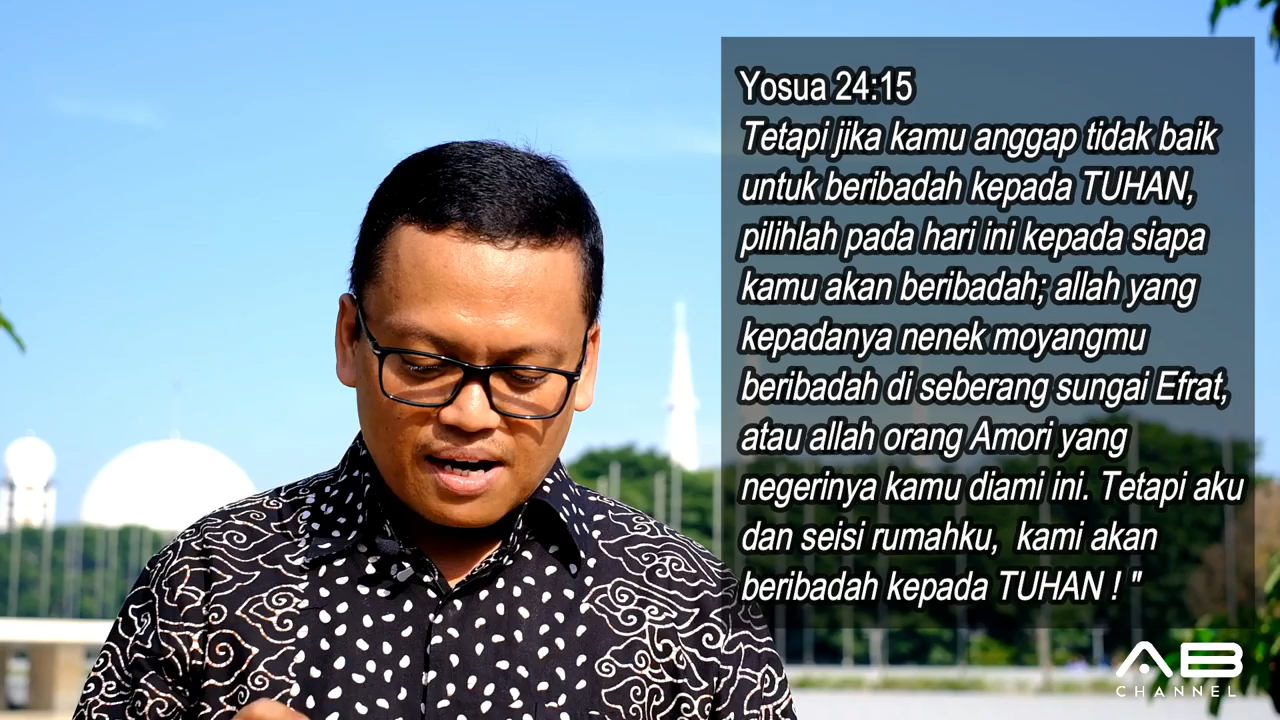 Yosua 24:15
Tetapi jika kamu anggap tidak baik
untuk beribadah kepada TUHAN,
pilihlah pada hari ini kepada siapa
kamu akan beribadah; allah yang
kepadanya nenek moyangmu
beribadah di seberang sungai Efrat,
atau allah orang Amori yang
negerinya kamu diami ini. Tetapi aku
dan seisi rumahku,  kami akan
beribadah kepada TUHAN ! "
AB
CHANNEL